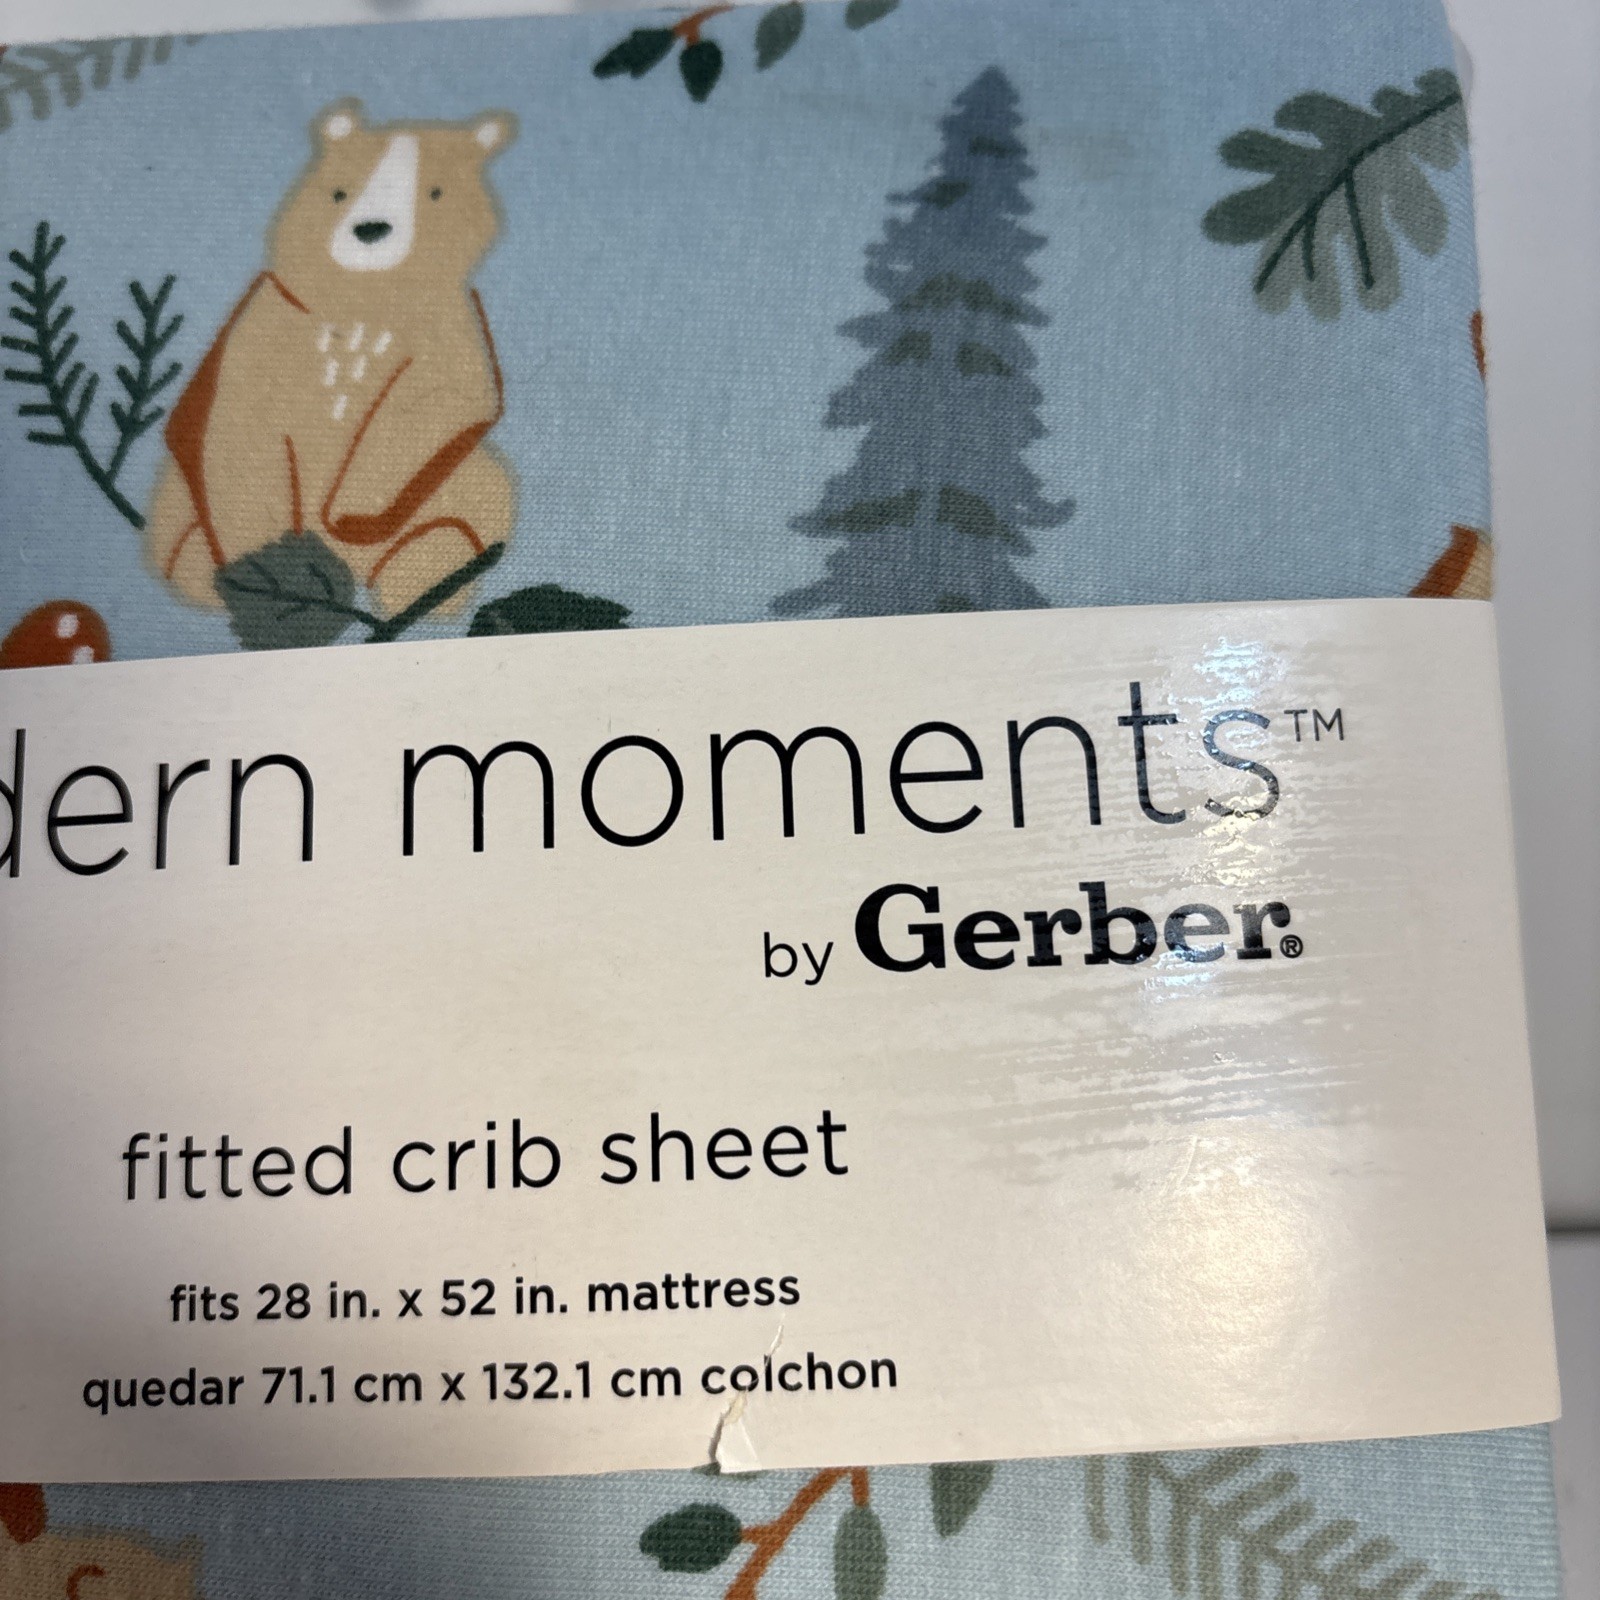 dern moments™
by Gerber®
fitted crib sheet
fits 28 in. x 52 in. mattress
quedar 71.1 cm x 132.1 cm colchon